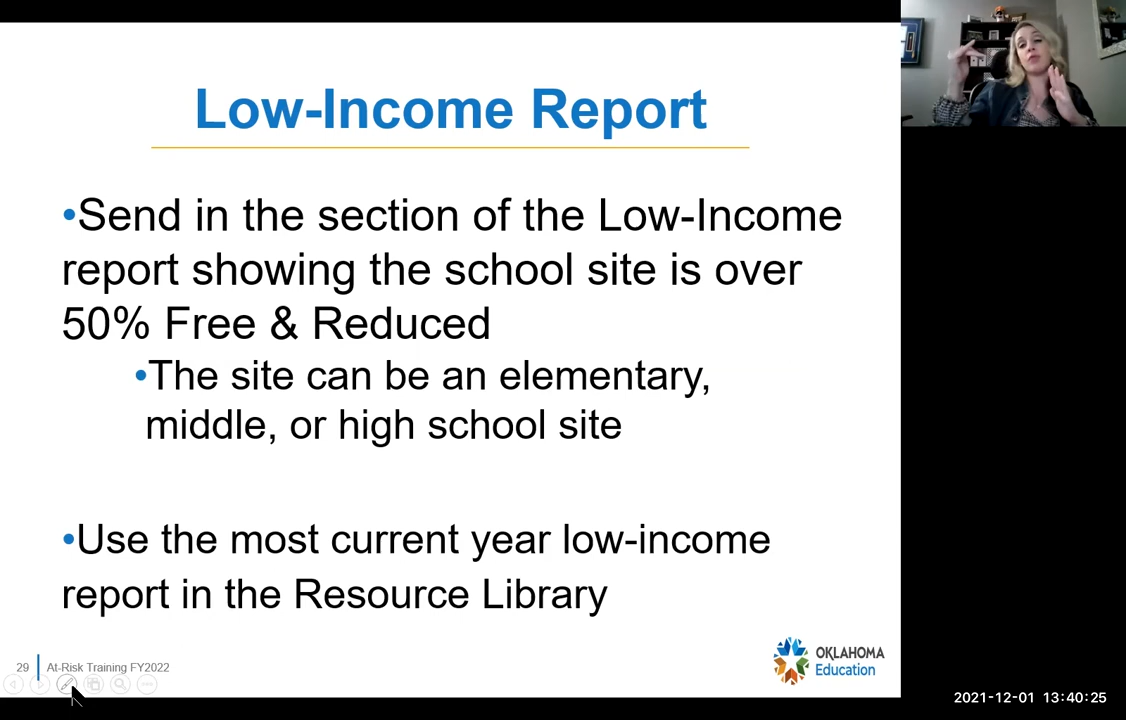 Low-Income Report
•Send in the section of the Low-Income
report showing the school site is over
50% Free & Reduced
•The site can be an elementary,
middle, or high school site
•Use the most current year low-income
report in the Resource Library
29 At-Risk Training FY2022
OKLAHOMA
Education
2021-12-01 13:40:25